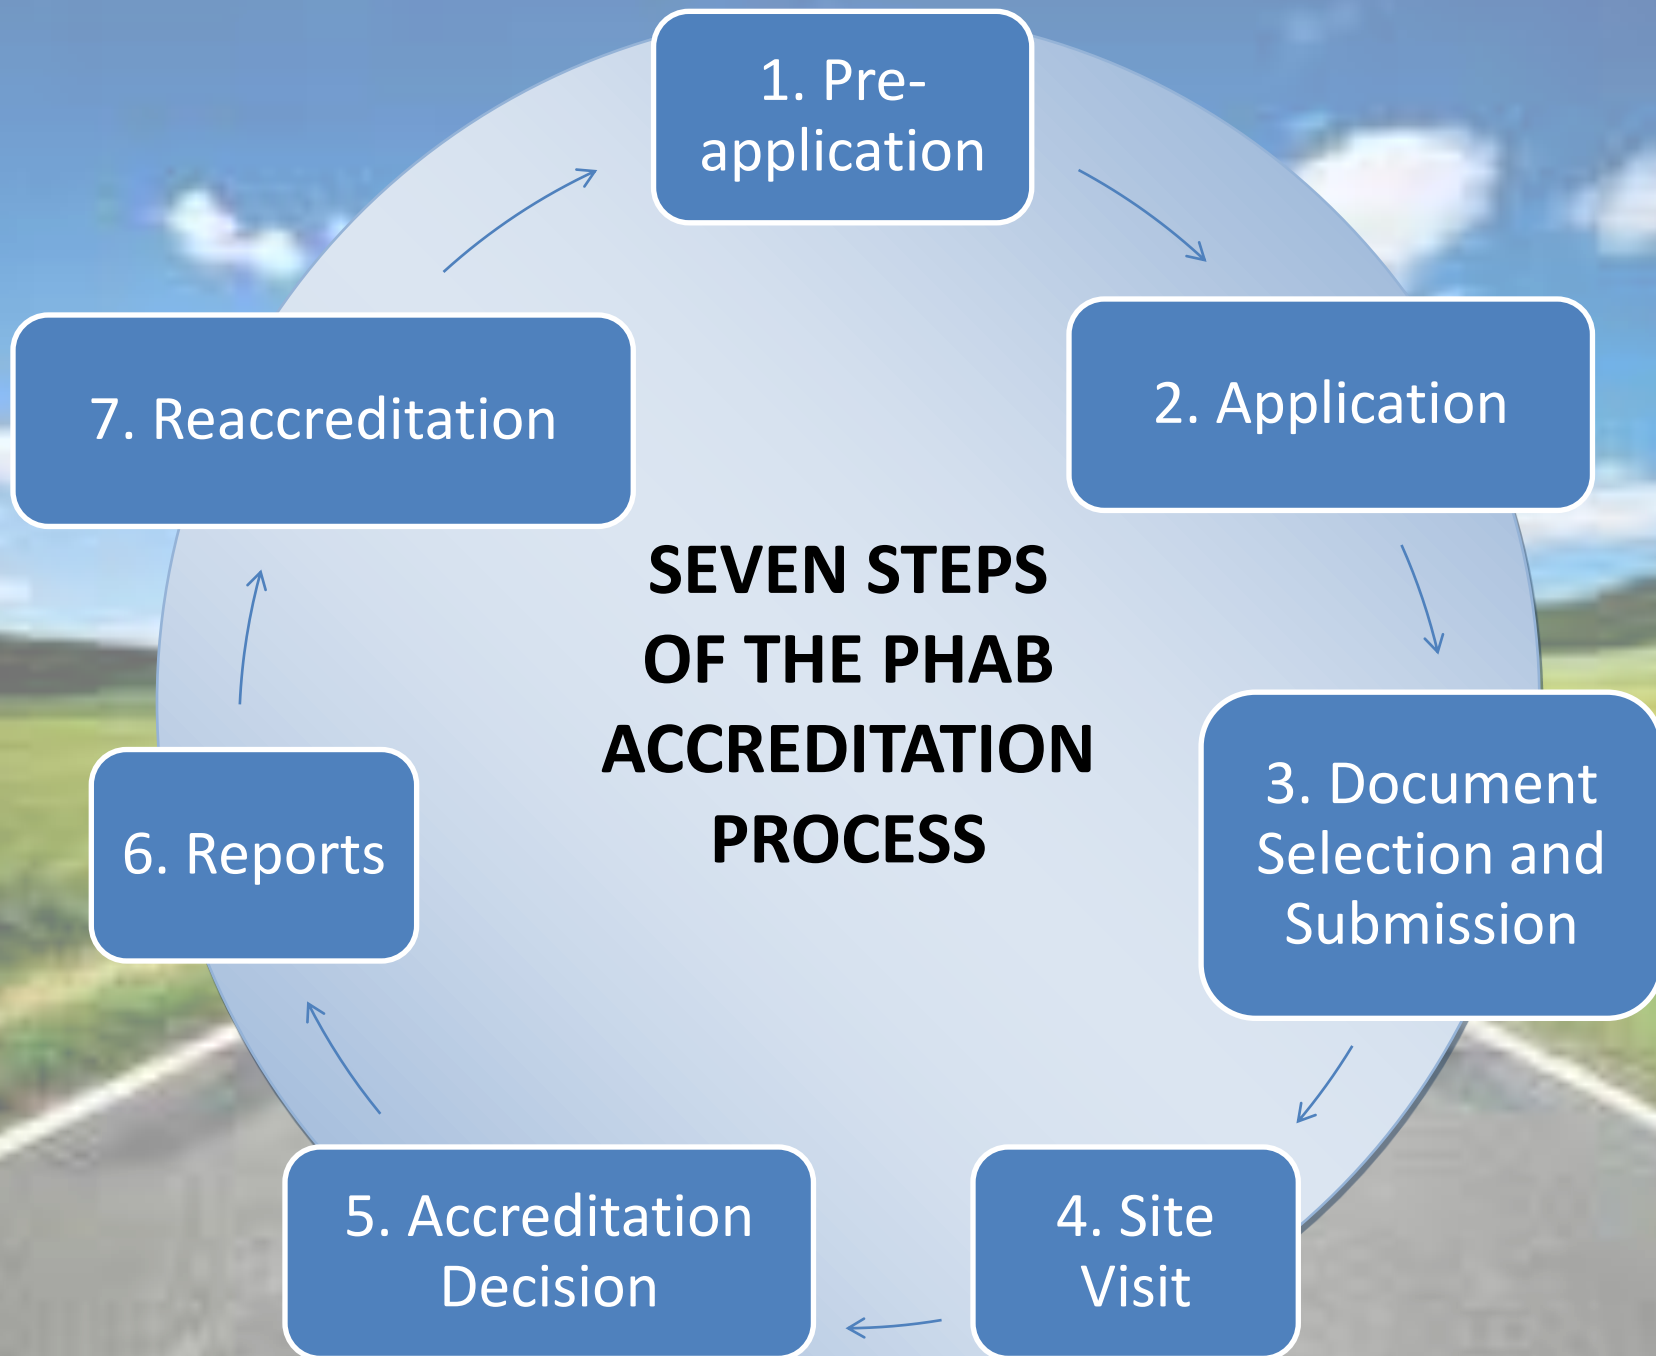 1. Pre-
application
2. Application
3. Document
Selection and
Submission
4. Site
Visit
5. Accreditation
Decision
6. Reports
7. Reaccreditation
SEVEN STEPS
OF THE PHAB
ACCREDITATION
PROCESS